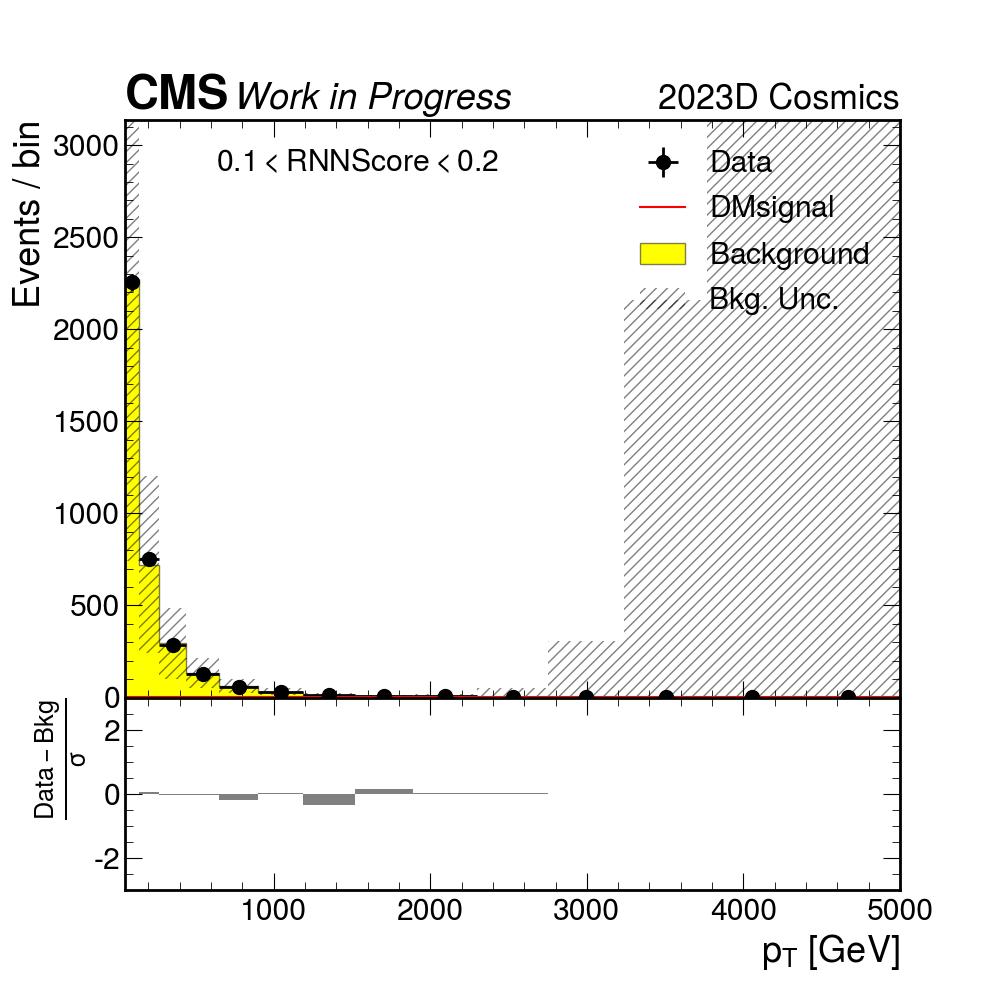 CMS Work in Progress 2023D Cosmics
Events / bin
3000
2500
2000
1500
1000
500
0
0.1 < RNNScore < 0.2
Data
DMsignal
Background
Bkg. Unc.
Data − Bkg
σ
2
0
-2
1000 2000 3000 4000 5000
pT [GeV]